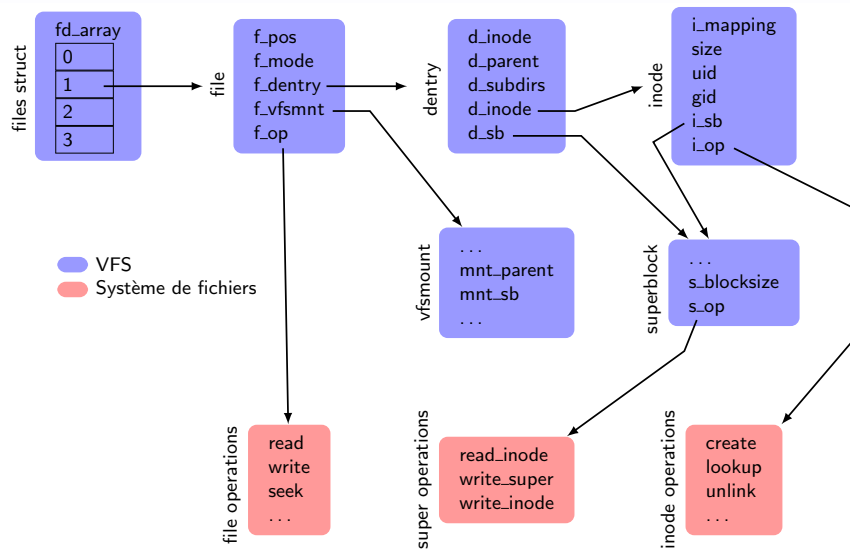 files struct
fd_array
0
1
2
3
file
f_pos
f_mode
f_dentry
f_vfsmnt
f_op
dentry
d_inode
d_parent
d_subdirs
d_inode
d_sb
inode
i_mapping
size
uid
gid
i_sb
i_op
VFS
Système de fichiers
vfsmount
...
mnt_parent
mnt_sb
...
superblock
...
s_blocksize
s_op
file operations
read
write
seek
...
super operations
read_inode
write_super
write_inode
inode operations
create
lookup
unlink
...